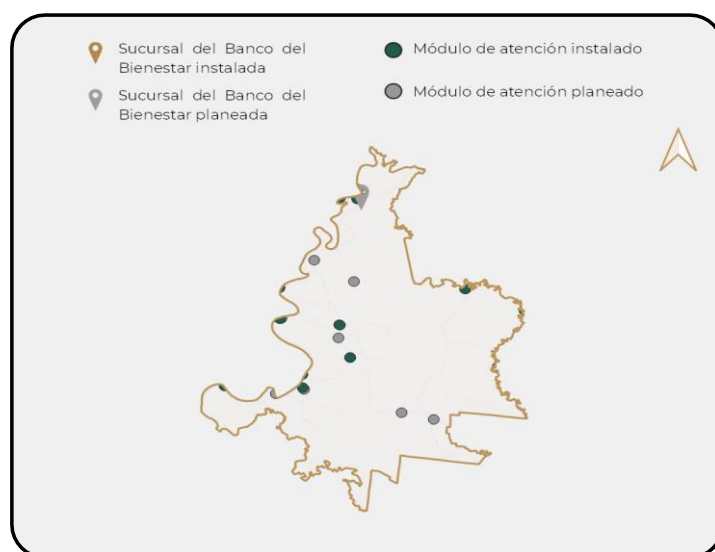 Sucursal del Banco del
Bienestar instalada
Sucursal del Banco del
Bienestar planeada
Módulo de atención instalado
Módulo de atención planeado